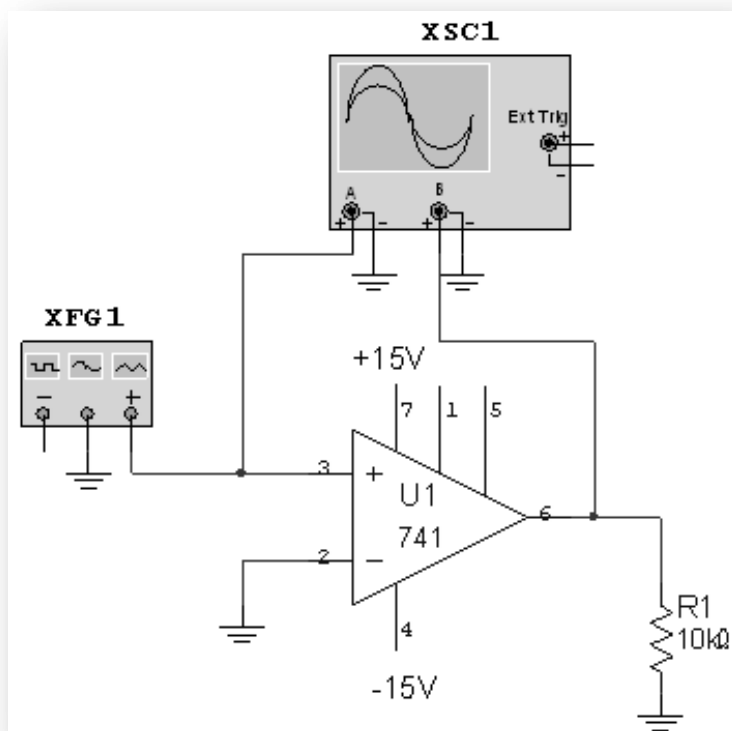 XSC1
Ext Trig
+
-
A
B
+ -
+ -
XFG1
- +
+15V
7
1
5
3
+
U1
6
741
2
-
4
R1
10kΩ
-15V